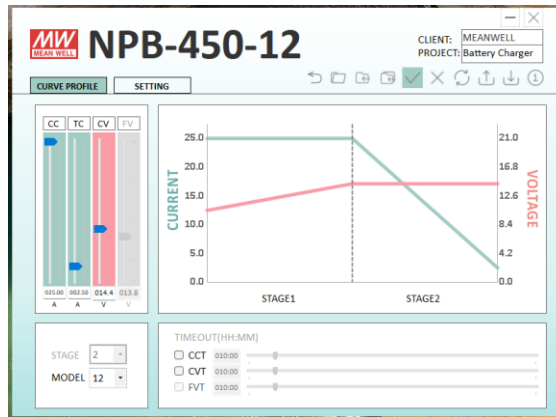 MW
MEAN WELL
NPB-450-12
CLIENT: MEANWELL
PROJECT: Battery Charger
CURVE PROFILE SETTING
CC TC CV FV
025.00 002.50 014.4 013.8
A A V V
CURRENT
25.0
20.0
15.0
10.0
5.0
0.0
21.0
16.8
12.6
8.4
4.2
0.0
VOLTAGE
STAGE1 STAGE2
STAGE 2
MODEL 12
TIMEOUT(HH:MM)
CCT 010:00
CVT 010:00
FVT 010:00